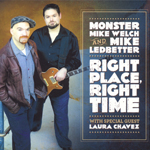 MONSTER
MIKE WELCH
AND MIKE
LEDBETTER
RIGHT
PLACE,
RIGHT
TIME
WITH SPECIAL GUEST
LAURA CHAVEZ